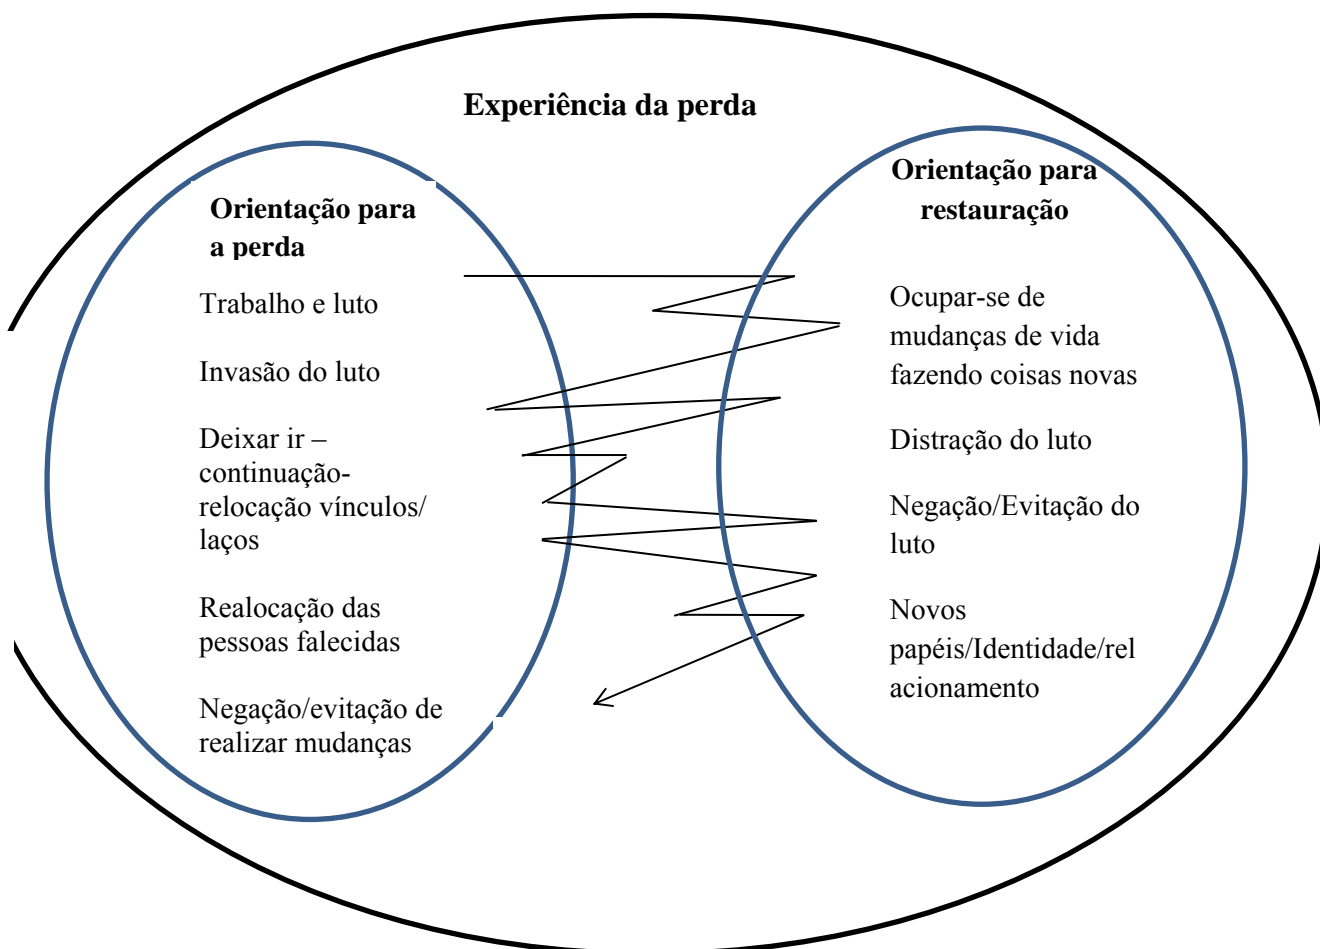 Experiência da perda
Orientação para
a perda
Trabalho e luto
Invasão do luto
Deixar ir –
continuação-
relocação vínculos/
laços
Realocação das
pessoas falecidas
Negação/evitação de
realizar mudanças
Orientação para
restauração
Ocupar-se de
mudanças de vida
fazendo coisas novas
Distração do luto
Negação/Evitação do
luto
Novos
papéis/Identidade/rel
acionamento